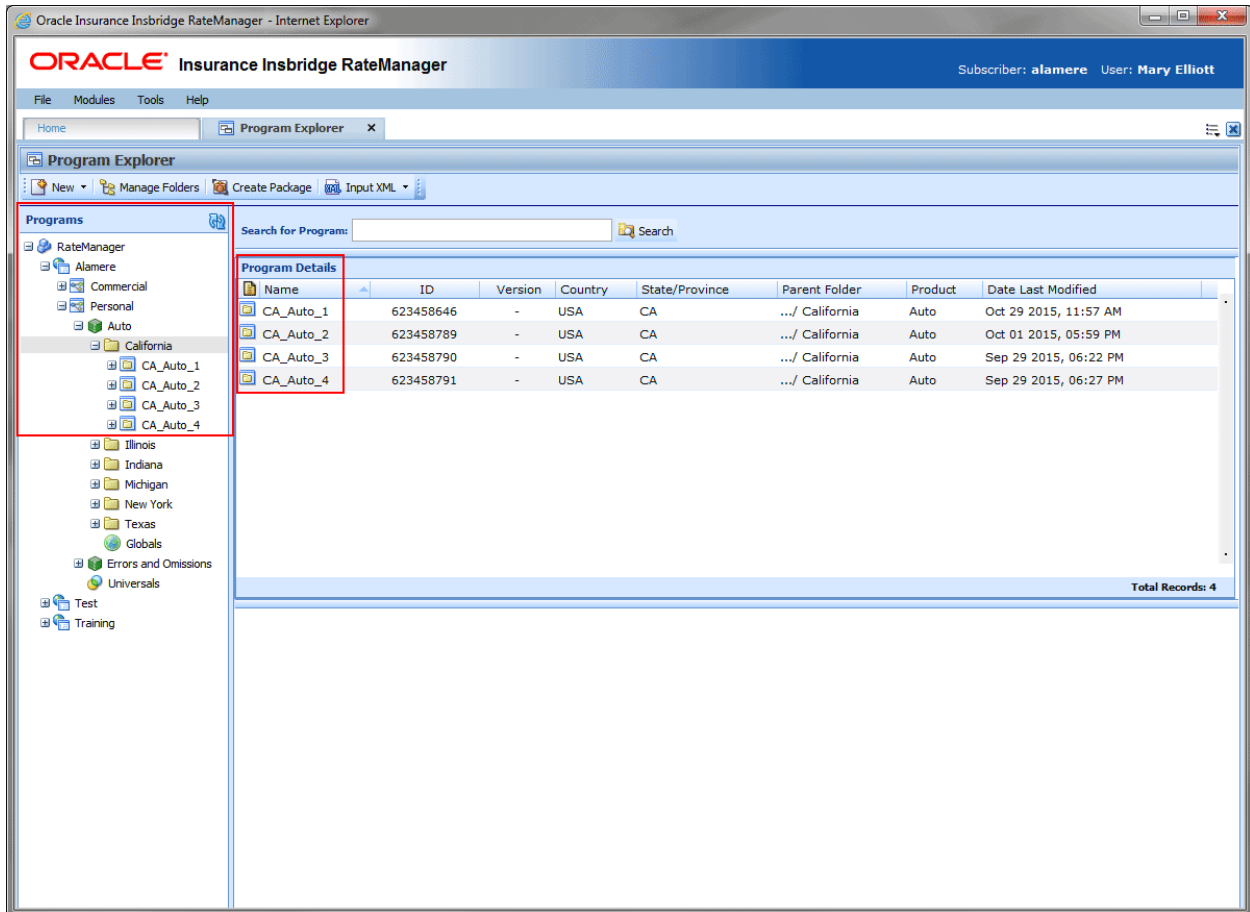 Oracle Insurance Insbridge RateManager - Internet Explorer
ORACLE Insurance Insbridge RateManager
Subscriber: alamere User: Mary Elliott
File Modules Tools Help
Home Program Explorer X
Program Explorer
New Manage Folders Create Package Input XML
Programs
RateManager
Alamere
Commercial
Personal
Auto
California
CA_Auto_1
CA_Auto_2
CA_Auto_3
CA_Auto_4
Illinois
Indiana
Michigan
New York
Texas
Globals
Errors and Omissions
Universals
Test
Training
Search for Program: Search
Program Details
Name ID Version Country State/Province Parent Folder Product Date Last Modified
CA_Auto_1 623458646 - USA CA .../ California Auto Oct 29 2015, 11:57 AM
CA_Auto_2 623458789 - USA CA .../ California Auto Oct 01 2015, 05:59 PM
CA_Auto_3 623458790 - USA CA .../ California Auto Sep 29 2015, 06:22 PM
CA_Auto_4 623458791 - USA CA .../ California Auto Sep 29 2015, 06:27 PM
Total Records: 4